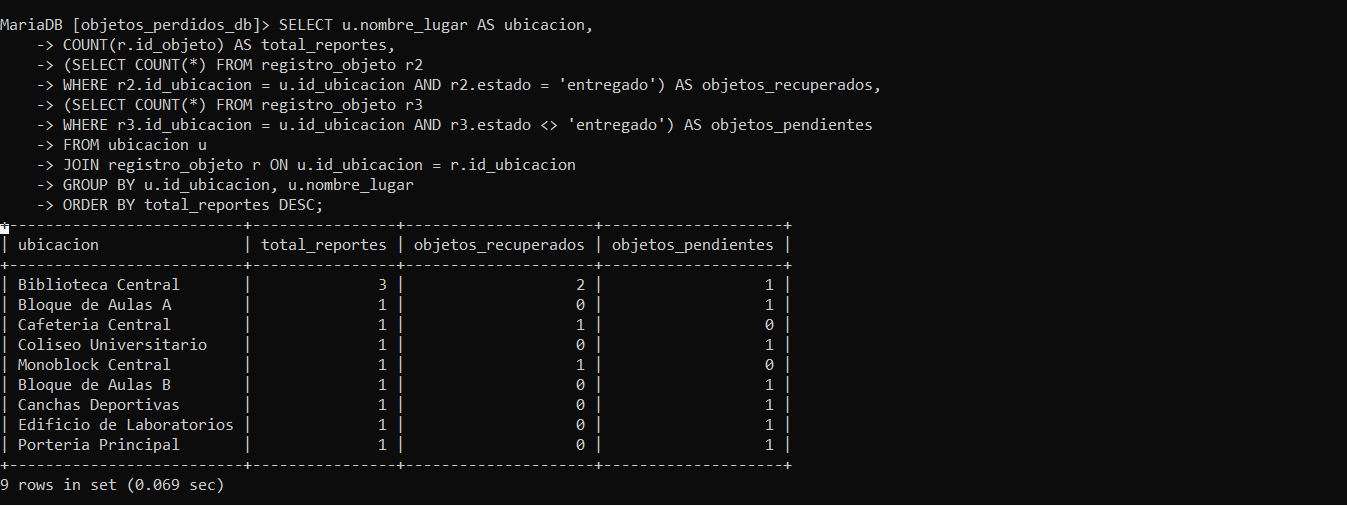 MariaDB [objetos_perdidos_db]> SELECT u.nombre_lugar AS ubicacion,
    -> COUNT(r.id_objeto) AS total_reportes,
    -> (SELECT COUNT(*) FROM registro_objeto r2
    -> WHERE r2.id_ubicacion = u.id_ubicacion AND r2.estado = 'entregado') AS objetos_recuperados,
    -> (SELECT COUNT(*) FROM registro_objeto r3
    -> WHERE r3.id_ubicacion = u.id_ubicacion AND r3.estado <> 'entregado') AS objetos_pendientes
    -> FROM ubicacion u
    -> JOIN registro_objeto r ON u.id_ubicacion = r.id_ubicacion
    -> GROUP BY u.id_ubicacion, u.nombre_lugar
    -> ORDER BY total_reportes DESC;
+--------------------------+----------------+---------------------+--------------------+
| ubicacion                | total_reportes | objetos_recuperados | objetos_pendientes |
+--------------------------+----------------+---------------------+--------------------+
| Biblioteca Central       |              3 |                   2 |                  1 |
| Bloque de Aulas A        |              1 |                   0 |                  1 |
| Cafeteria Central        |              1 |                   1 |                  0 |
| Coliseo Universitario    |              1 |                   0 |                  1 |
| Monoblock Central        |              1 |                   1 |                  0 |
| Bloque de Aulas B        |              1 |                   0 |                  1 |
| Canchas Deportivas       |              1 |                   0 |                  1 |
| Edificio de Laboratorios |              1 |                   0 |                  1 |
| Porteria Principal       |              1 |                   0 |                  1 |
+--------------------------+----------------+---------------------+--------------------+
9 rows in set (0.069 sec)